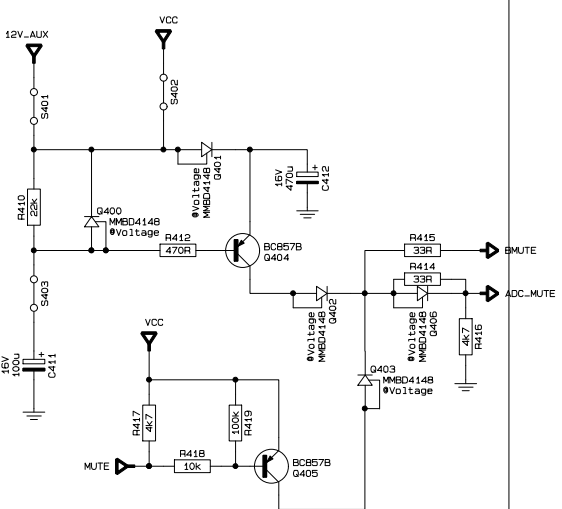 VCC
12V_AUX
S401
S402
R410
22k
Q400
MMBD4148
@Voltage
@Voltage
MMBD4148
Q401
16V
470u
+
C412
R412
470R
BC857B
Q404
R415
33R
BMUTE
R414
33R
ADC_MUTE
S403
16V
100u
+
C411
@Voltage
MMBD4148
Q402
@Voltage
MMBD4148
Q406
4k7
R416
VCC
Q403
MMBD4148
@Voltage
R417
4k7
100k
R419
R418
10k
MUTE
BC857B
Q405